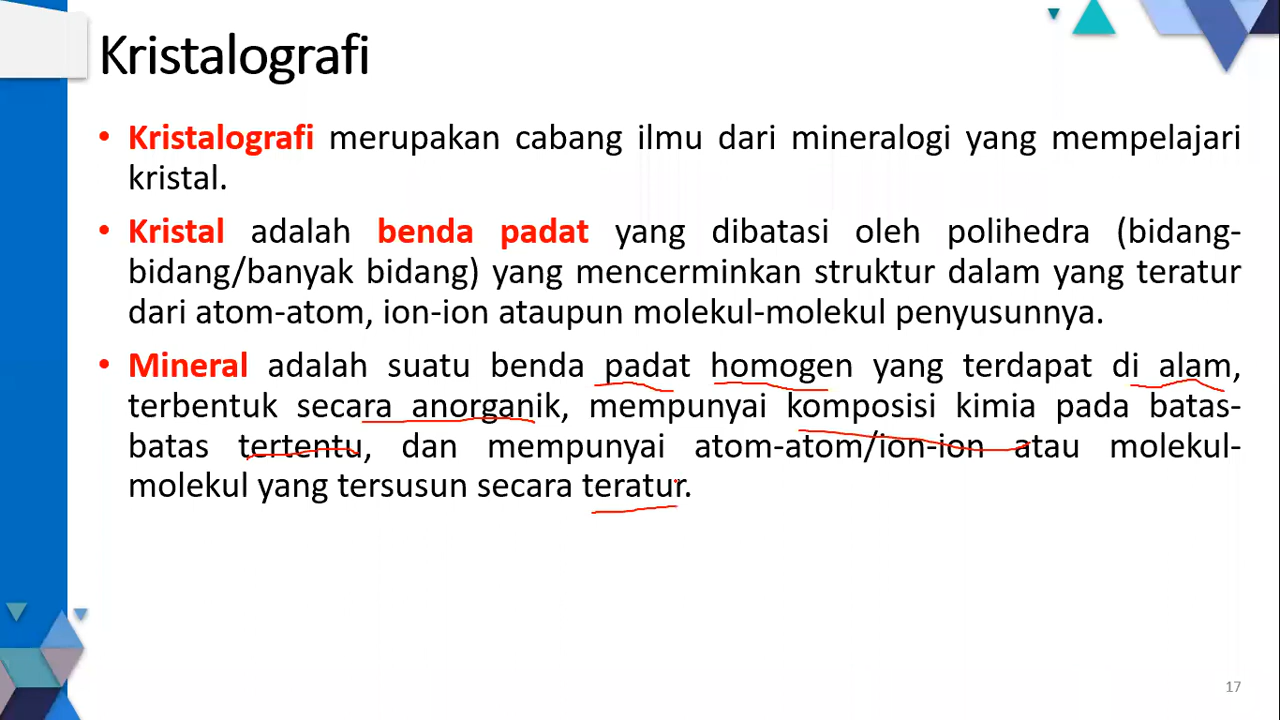 Kristalografi
• Kristalografi merupakan cabang ilmu dari mineralogi yang mempelajari
kristal.
• Kristal adalah benda padat yang dibatasi oleh polihedra (bidang-
bidang/banyak bidang) yang mencerminkan struktur dalam yang teratur
dari atom-atom, ion-ion ataupun molekul-molekul penyusunnya.
• Mineral adalah suatu benda padat homogen yang terdapat di alam,
terbentuk secara anorganik, mempunyai komposisi kimia pada batas-
batas tertentu, dan mempunyai atom-atom/ion-ion atau molekul-
molekul yang tersusun secara teratur.
17